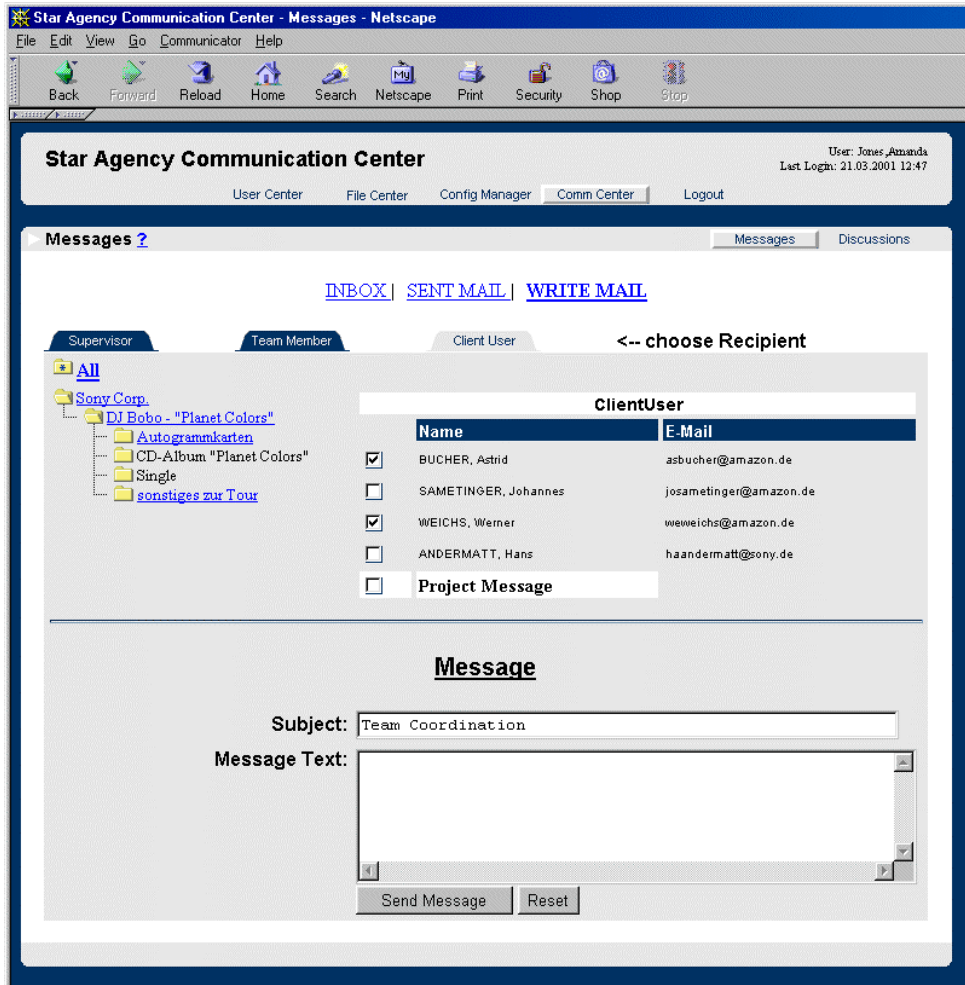 Star Agency Communication Center - Messages - Netscape
File Edit View Go Communicator Help
My
Back Forward Reload Home Search Netscape Print Security Shop Stop
Star Agency Communication Center
User: Jones ,Amanda
Last Login: 21.03.2001 12:47
User Center File Center Config Manager Comm Center Logout
Messages ? Messages Discussions
INBOX | SENT MAIL | WRITE MAIL
Supervisor Team Member Client User <-- choose Recipient
All
Sony Corp.
DJ Bobo - "Planet Colors"
Autogrammkarten
CD-Album "Planet Colors"
Single
sonstiges zur Tour
ClientUser
Name E-Mail
BUCHER, Astrid asbucher@amazon.de
SAMETINGER, Johannes josametinger@amazon.de
WEICHS, Werner weweichs@amazon.de
ANDERMATT, Hans haandermatt@sony.de
Project Message
Message
Subject: Team Coordination
Message Text:
Send Message Reset